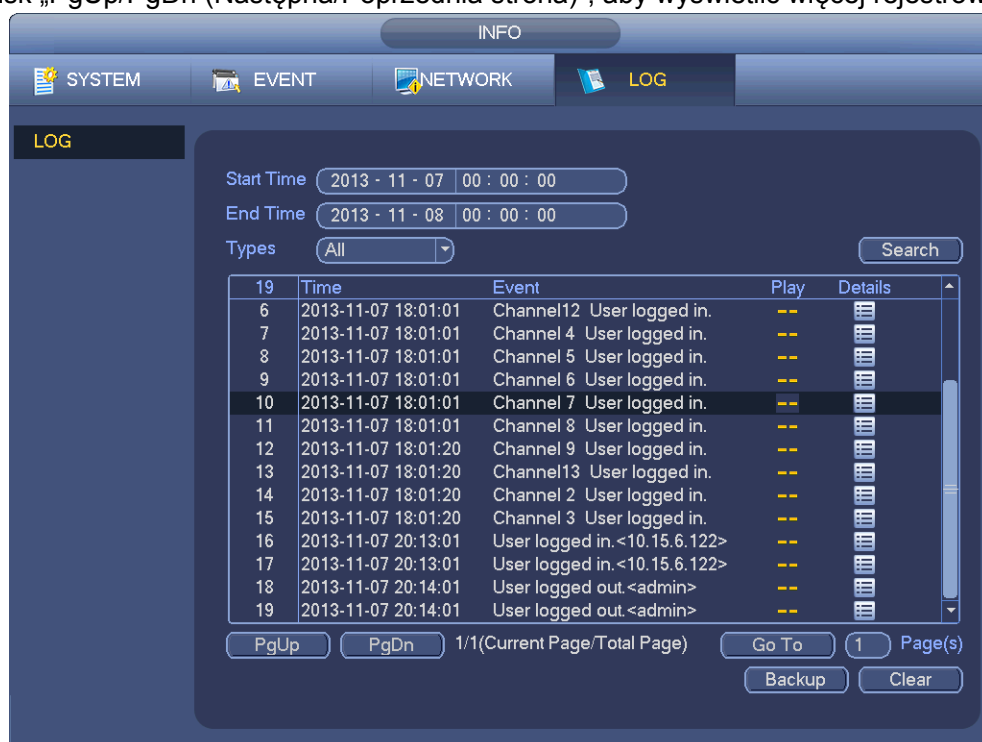 „PgUp/PgDn (Następna/Poprzednia strona)", aby wyświetlić więcej rejestrów
INFO
SYSTEM EVENT NETWORK LOG
LOG
Start Time 2013 - 11 - 07 00 : 00 : 00
End Time 2013 - 11 - 08 00 : 00 : 00
Types All Search
19 Time Event Play Details
6 2013-11-07 18:01:01 Channel12 User logged in. --
7 2013-11-07 18:01:01 Channel 4 User logged in. --
8 2013-11-07 18:01:01 Channel 5 User logged in. --
9 2013-11-07 18:01:01 Channel 6 User logged in. --
10 2013-11-07 18:01:01 Channel 7 User logged in. --
11 2013-11-07 18:01:01 Channel 8 User logged in. --
12 2013-11-07 18:01:20 Channel 9 User logged in. --
13 2013-11-07 18:01:20 Channel13 User logged in. --
14 2013-11-07 18:01:20 Channel 2 User logged in. --
15 2013-11-07 18:01:20 Channel 3 User logged in. --
16 2013-11-07 20:13:01 User logged in.<10.15.6.122> --
17 2013-11-07 20:13:01 User logged in.<10.15.6.122> --
18 2013-11-07 20:14:01 User logged out.<admin> --
19 2013-11-07 20:14:01 User logged out.<admin> --
PgUp PgDn 1/1(Current Page/Total Page) Go To 1 Page(s)
Backup Clear